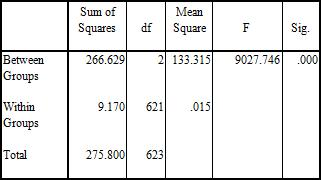 Sum of Squares df Mean Square F Sig.
Between Groups 266.629 2 133.315 9027.746 .000
Within Groups 9.170 621 .015
Total 275.800 623